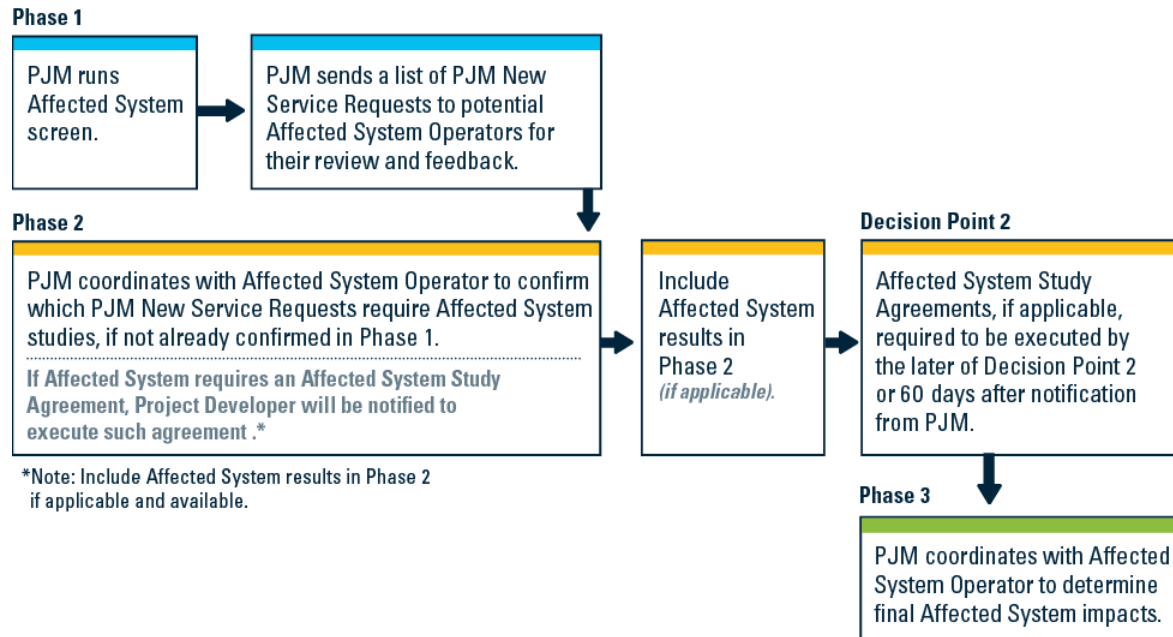 Phase 1
PJM runs
Affected System
screen.
PJM sends a list of PJM New
Service Requests to potential
Affected System Operators for
their review and feedback.
Phase 2
PJM coordinates with Affected System Operator to confirm
which PJM New Service Requests require Affected System
studies, if not already confirmed in Phase 1.
If Affected System requires an Affected System Study
Agreement, Project Developer will be notified to
execute such agreement .*
*Note: Include Affected System results in Phase 2
if applicable and available.
Include
Affected System
results in
Phase 2
(if applicable).
Decision Point 2
Affected System Study
Agreements, if applicable,
required to be executed by
the later of Decision Point 2
or 60 days after notification
from PJM.
Phase 3
PJM coordinates with Affected
System Operator to determine
final Affected System impacts.